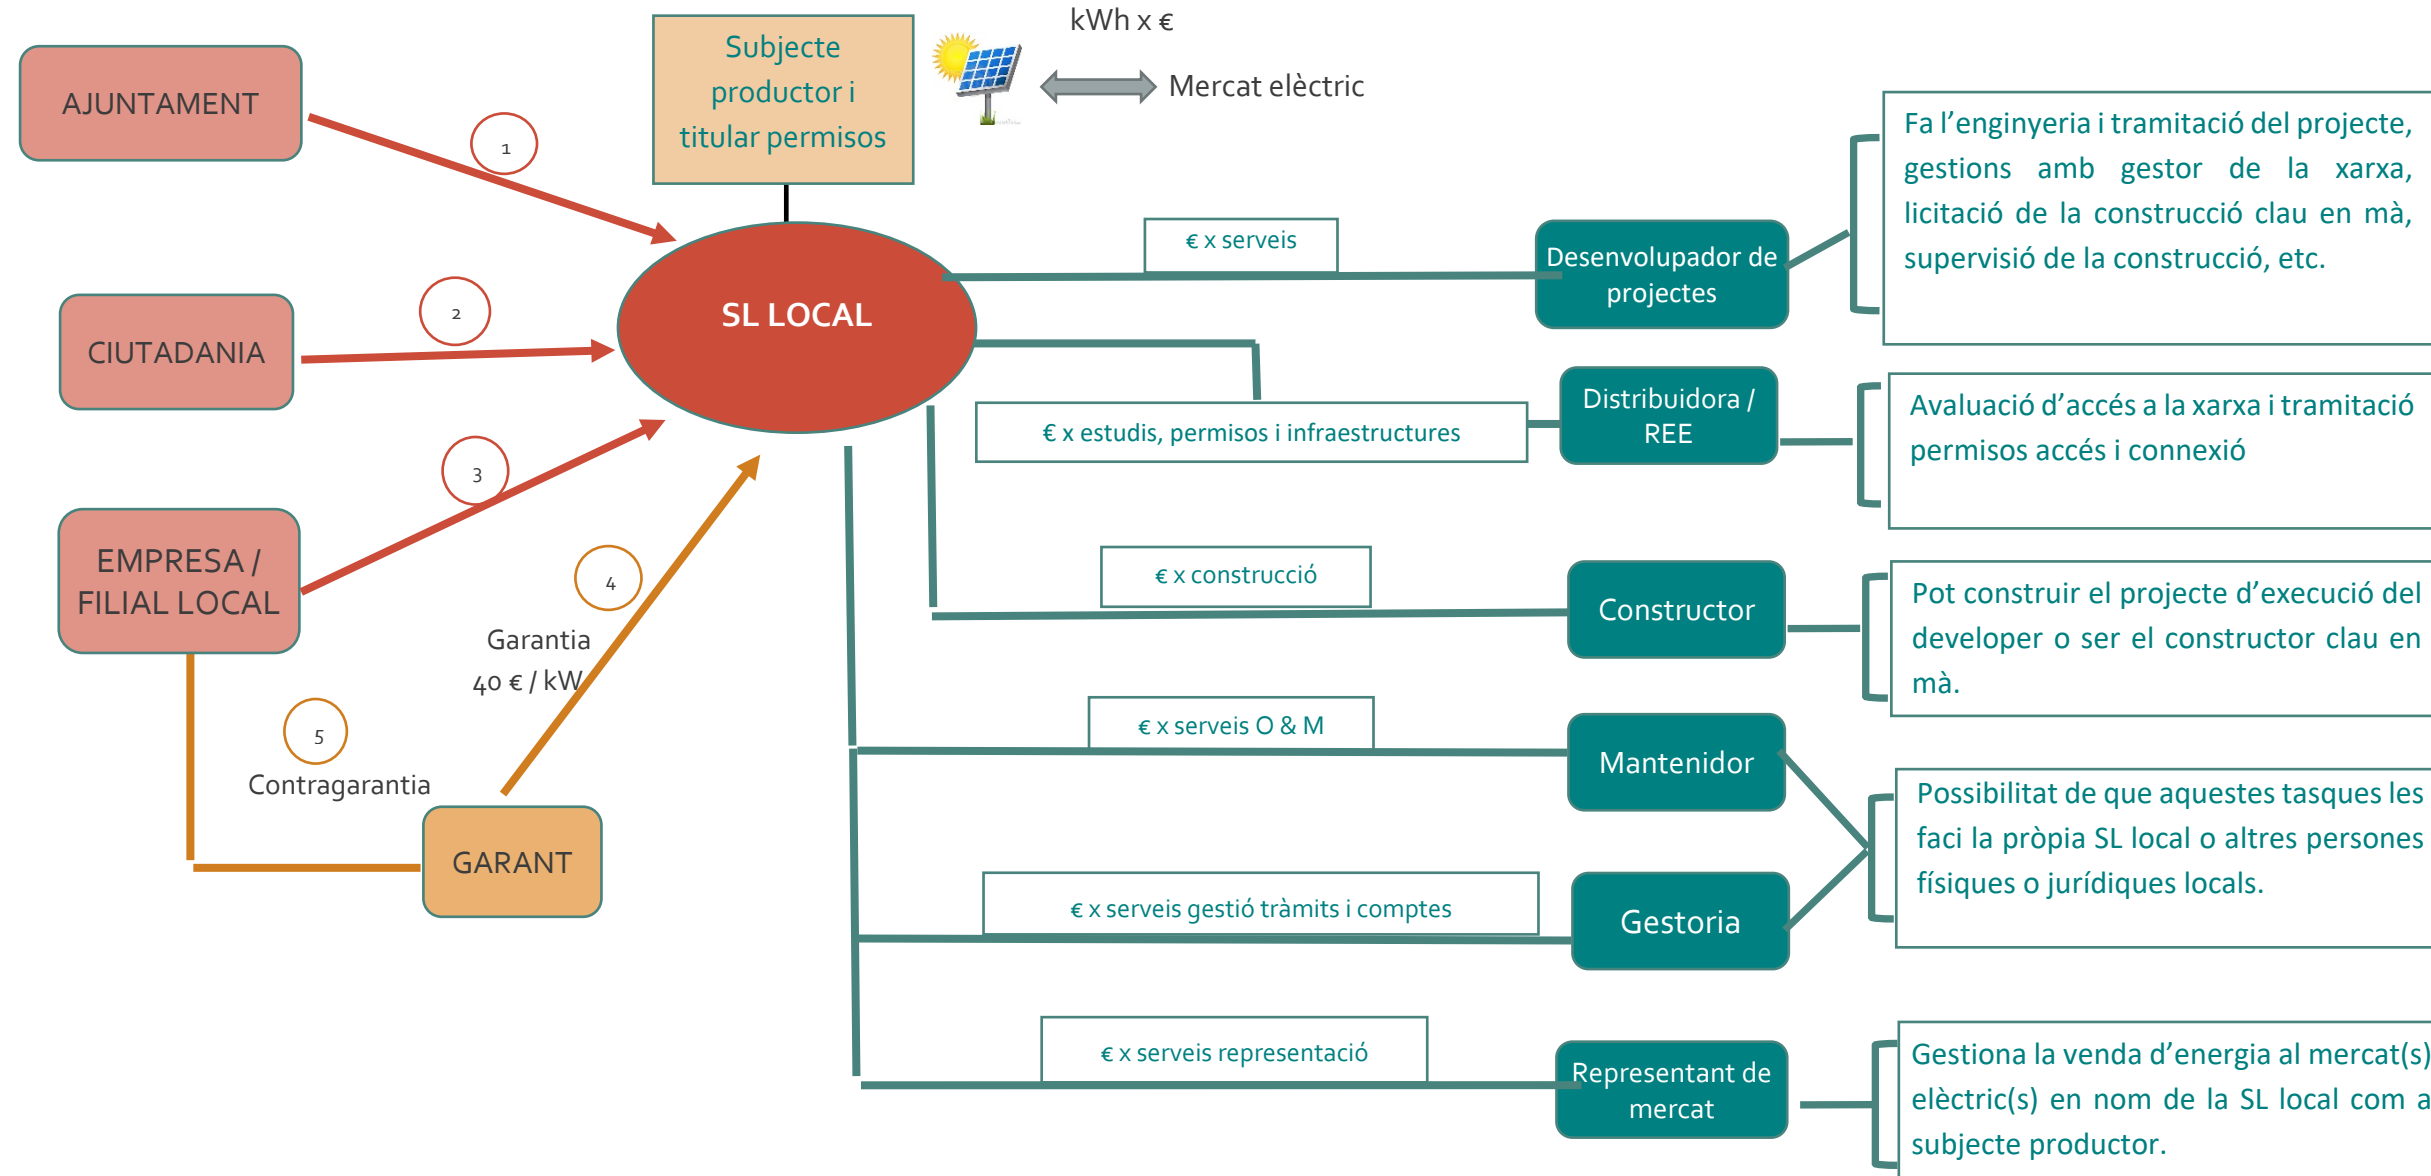 kWh x €
Mercat elèctric
Subjecte
productor i
titular permisos
AJUNTAMENT
1
CIUTADANIA
2
EMPRESA /
FILIAL LOCAL
3
4
Garantia
40 € / kW
5
Contragarantia
GARANT
SL LOCAL
€ x serveis
Desenvolupador de
projectes
Fa l’enginyeria i tramitació del projecte,
gestions amb gestor de la xarxa,
licitació de la construcció clau en mà,
supervisió de la construcció, etc.
€ x estudis, permisos i infraestructures
Distribuidora /
REE
Avaluació d’accés a la xarxa i tramitació
permisos accés i connexió
€ x construcció
Constructor
Pot construir el projecte d’execució del
developer o ser el constructor clau en
mà.
€ x serveis O & M
Mantenidor
€ x serveis gestió tràmits i comptes
Gestoria
Possibilitat de que aquestes tasques les
faci la pròpia SL local o altres persones
físiques o jurídiques locals.
€ x serveis representació
Representant de
mercat
Gestiona la venda d’energia al mercat(s)
elèctric(s) en nom de la SL local com a
subjecte productor.